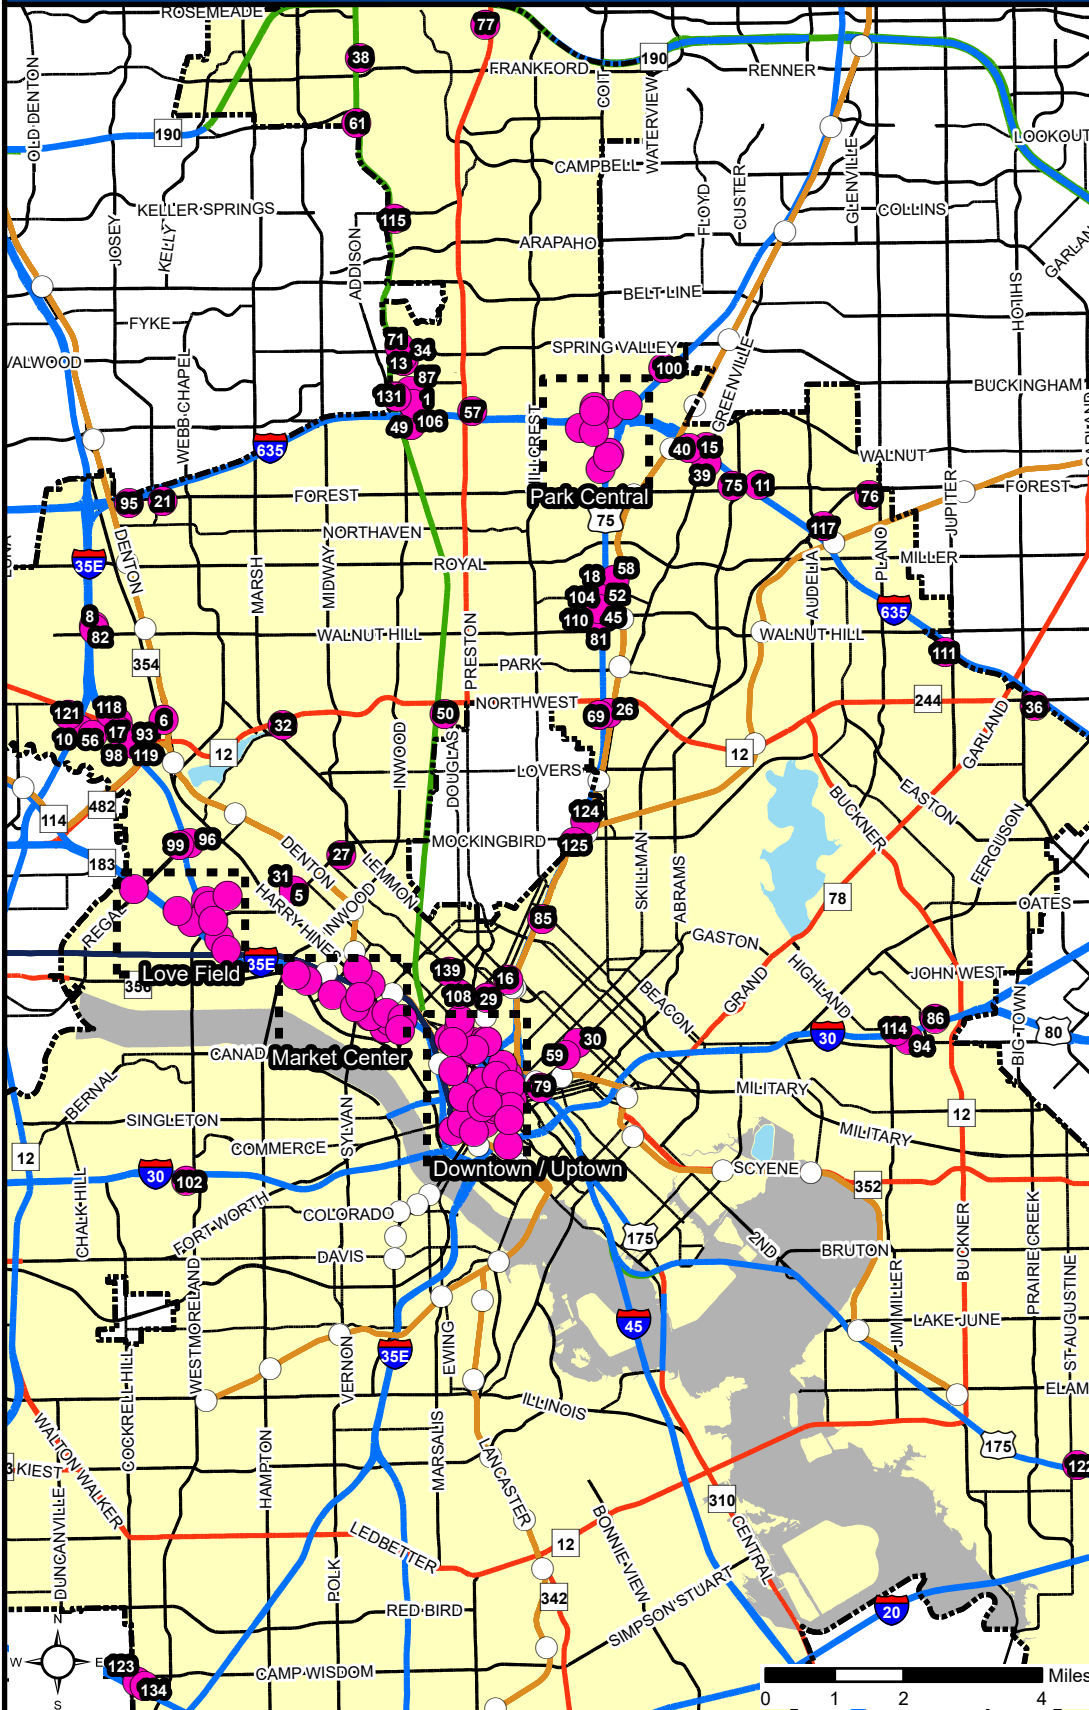 ROSEMEADE
77
38
FRANKFORD
190
RENNER
OLD DENTON
COIT
WATERVIEW
61
190
LOOKOUT
CAMPBELL
FLOYD
CUSTER
GLENVILLE
KELLER SPRINGS
COLLINS
115
JOSEY
KELLY
ADDISON
ARAPAHO
BELT LINE
SHILOH
FYKE
71
34
13
SPRING VALLEY
GREENVILLE
VALWOOD
WEBB CHAPEL
87
100
BUCKINGHAM
131
1
57
HILLCREST
49
106
635
40
15
WALNUT
39
75
11
76
JUPITER
FOREST
95
21
FOREST
Park Central
75
117
NORTHAVEN
DENTON
35E
MARSH
MIDWAY
ROYAL
18
58
104
52
AUDELIA
PLANO
MILLER
635
8
82
110
45
81
WALNUT HILL
WALNUT HILL
354
PRESTON
PARK
111
NORTHWEST
244
36
121
118
6
32
50
69
26
10
56
17
93
98
119
12
INWOOD
DOUGLAS
LOVERS
12
GARLAND
BUCKNER
EASTON
FERGUSON
114
482
124
99
96
27
MOCKINGBIRD
125
SKILLMAN
ABRAMS
183
DENTON
LEMMON
31
5
INWOOD
HARRY HINES
REGAL
78
OATES
85
GASTON
Love Field
35E
356
139
16
BEACON
GRAND
HIGHLAND
JOHN WEST
108
29
BIG TOWN
86
114
94
30
80
Market Center
CANADA
30
59
79
BERNAL
MILITARY
MILITARY
12
SINGLETON
SYLVAN
COMMERCE
12
30
102
Downtown / Uptown
SCYENE
352
CHALK HILL
FORT WORTH
COLORADO
175
2ND
DAVIS
BRUTON
BUCKNER
PRAIRIE CREEK
ST AUGUSTINE
JIM MILLER
WESTMORELAND
COCKRELL HILL
45
LAKE JUNE
VERNON
35E
EWING
ELAM
ILLINOIS
WALTON WALKER
HAMPTON
MARSALIS
LANCASTER
175
122
KIEST
DUNCANVILLE
310
CENTRAL
BONNIE VIEW
LEDBETTER
12
POLK
342
SIMPSON STUART
RED BIRD
20
N
W
E
S
123
134
CAMP WISDOM
Miles
0
1
2
4